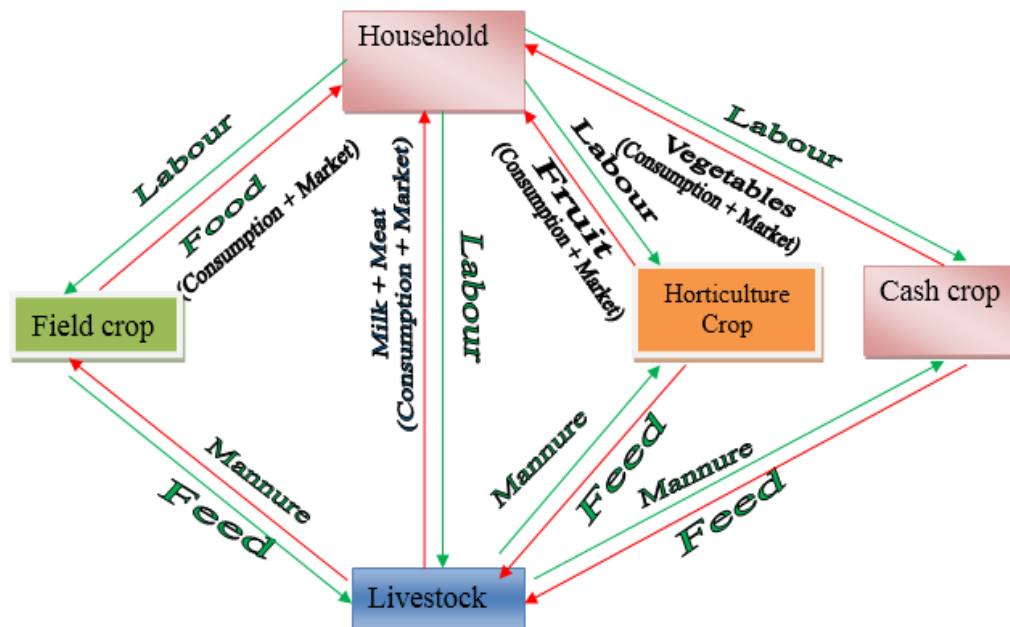 Household
Labour
Food
(Consumption + Market)
Milk + Meat
(Consumption + Market)
Labour
Labour
Fruit
(Consumption + Market)
Labour
Vegetables
(Consumption + Market)
Field crop
Horticulture
Crop
Cash crop
Mannure
Feed
Mannure
Feed
Mannure
Feed
Livestock